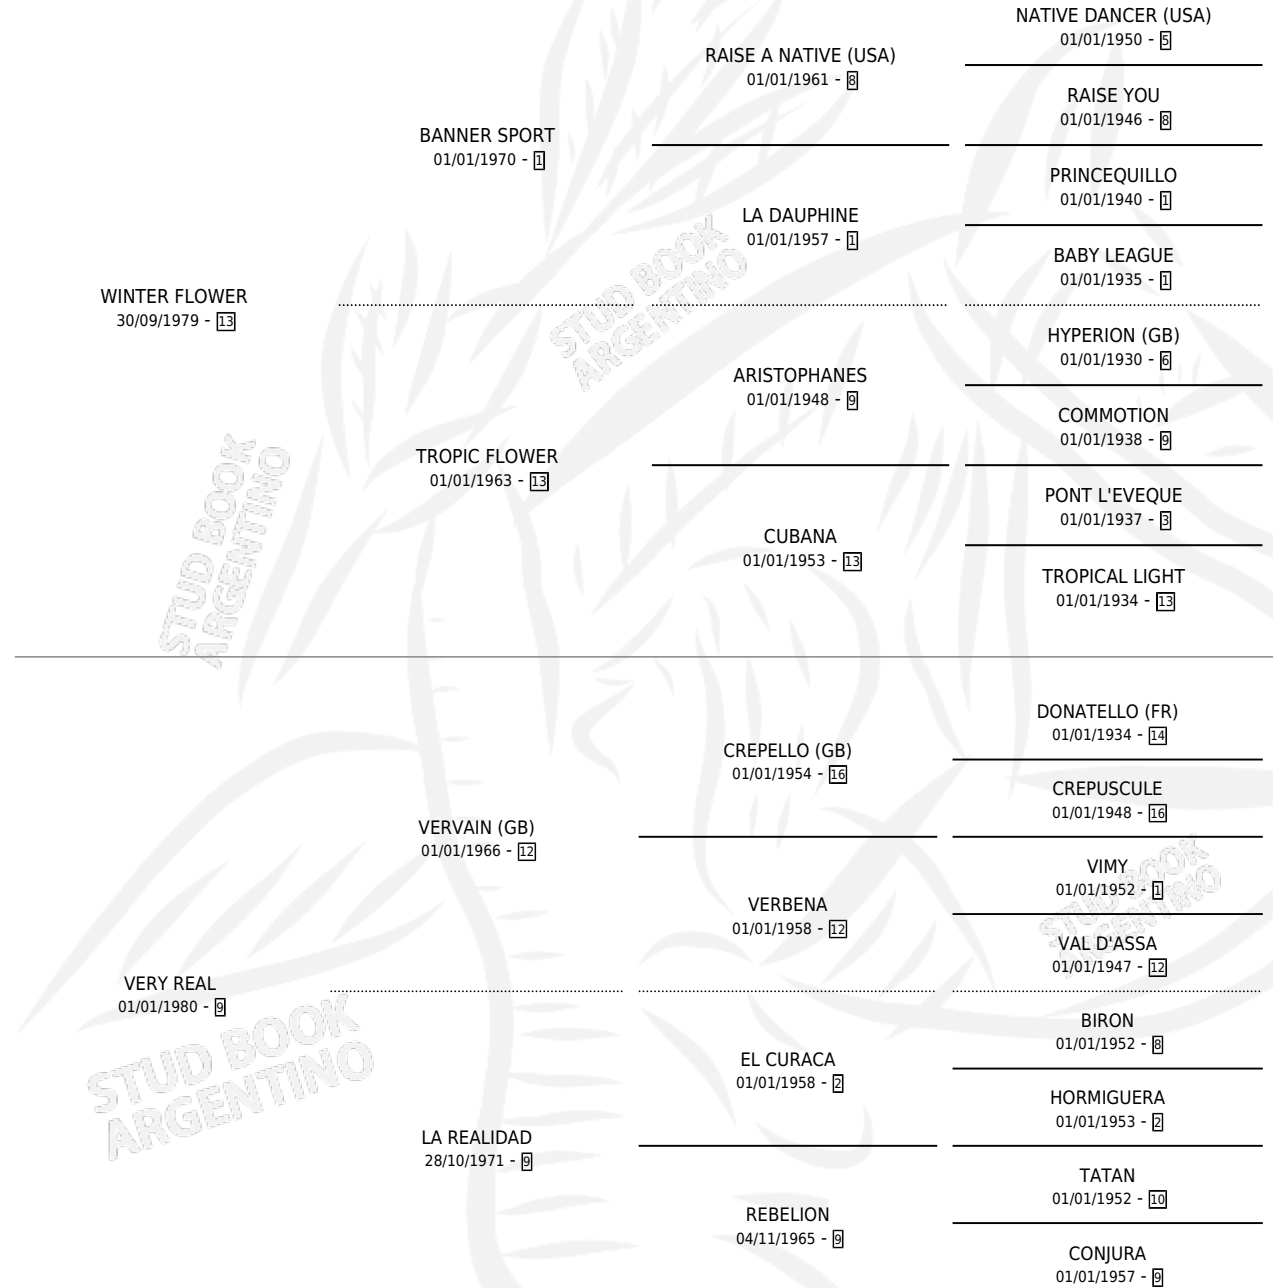 NATIVE DANCER (USA)
01/01/1950 - 5
RAISE A NATIVE (USA)
01/01/1961 - 8
RAISE YOU
01/01/1946 - 8
BANNER SPORT
01/01/1970 - 1
PRINCEQUILLO
01/01/1940 - 1
LA DAUPHINE
01/01/1957 - 1
BABY LEAGUE
01/01/1935 - 1
WINTER FLOWER
30/09/1979 - 13
STUD BOOK
ARGENTINO
HYPERION (GB)
01/01/1930 - 6
ARISTOPHANES
01/01/1948 - 9
COMMOTION
01/01/1938 - 9
TROPIC FLOWER
01/01/1963 - 13
PONT L'EVEQUE
01/01/1937 - 3
CUBANA
01/01/1953 - 13
TROPICAL LIGHT
01/01/1934 - 13
STUD BOOK
ARGENTINO
DONATELLO (FR)
01/01/1934 - 14
CREPELLO (GB)
01/01/1954 - 16
CREPUSCULE
01/01/1948 - 16
VERVAIN (GB)
01/01/1966 - 12
VIMY
01/01/1952 - 1
VERBENA
01/01/1958 - 12
VAL D'ASSA
01/01/1947 - 12
STUD BOOK
ARGENTINO
VERY REAL
01/01/1980 - 9
BIRON
01/01/1952 - 8
EL CURACA
01/01/1958 - 2
HORMIGUERA
01/01/1953 - 2
STUD BOOK
ARGENTINO
LA REALIDAD
28/10/1971 - 9
TATAN
01/01/1952 - 10
REBELION
04/11/1965 - 9
CONJURA
01/01/1957 - 9